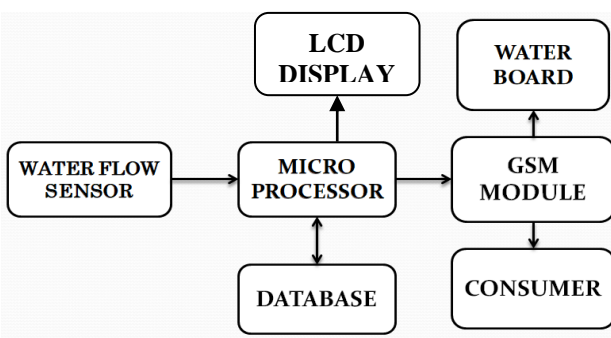 LCD
DISPLAY
WATER
BOARD
WATER FLOW
SENSOR
MICRO
PROCESSOR
GSM
MODULE
DATABASE
CONSUMER